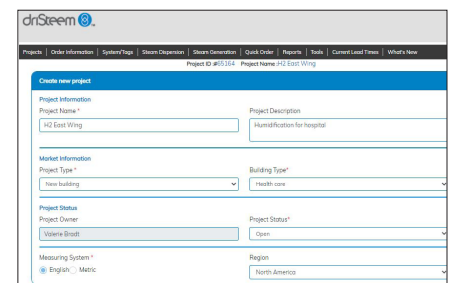 driSteem
Projects | Order Information | System/Tags | Steam Dispersion | Steam Generation | Quick Order | Reports | Tools | Current Lead Times | What's New
Project ID :#65164 Project Name :H2 East Wing
Create new project
Project Information
Project Name * Project Description
H2 East Wing Humidification for hospital
Market Information
Project Type * Building Type*
New building Health care
Project Status
Project Owner Project Status*
Valerie Bradt Open
Measuring System * Region
English Metric North America